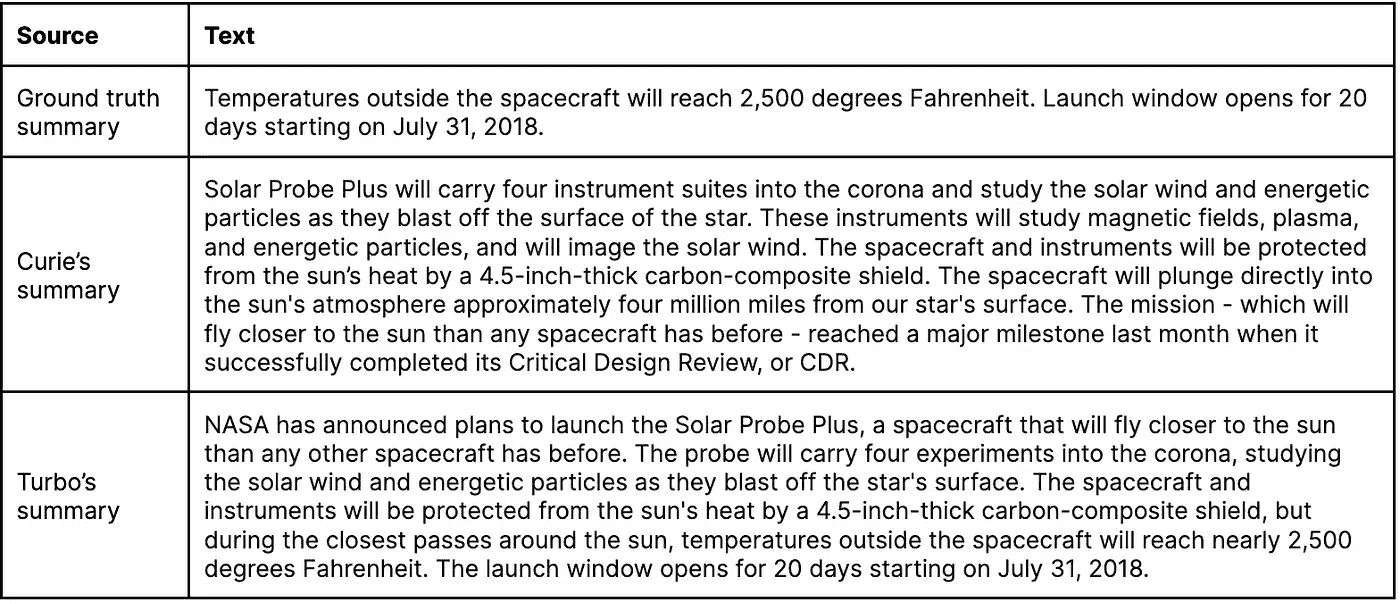 Source
Text
Ground truth
summary
Temperatures outside the spacecraft will reach 2,500 degrees Fahrenheit. Launch window opens for 20
days starting on July 31, 2018.
Curie’s
summary
Solar Probe Plus will carry four instrument suites into the corona and study the solar wind and energetic
particles as they blast off the surface of the star. These instruments will study magnetic fields, plasma,
and energetic particles, and will image the solar wind. The spacecraft and instruments will be protected
from the sun’s heat by a 4.5-inch-thick carbon-composite shield. The spacecraft will plunge directly into
the sun's atmosphere approximately four million miles from our star's surface. The mission - which will
fly closer to the sun than any spacecraft has before - reached a major milestone last month when it
successfully completed its Critical Design Review, or CDR.
Turbo’s
summary
NASA has announced plans to launch the Solar Probe Plus, a spacecraft that will fly closer to the sun
than any other spacecraft has before. The probe will carry four experiments into the corona, studying
the solar wind and energetic particles as they blast off the star's surface. The spacecraft and
instruments will be protected from the sun's heat by a 4.5-inch-thick carbon-composite shield, but
during the closest passes around the sun, temperatures outside the spacecraft will reach nearly 2,500
degrees Fahrenheit. The launch window opens for 20 days starting on July 31, 2018.